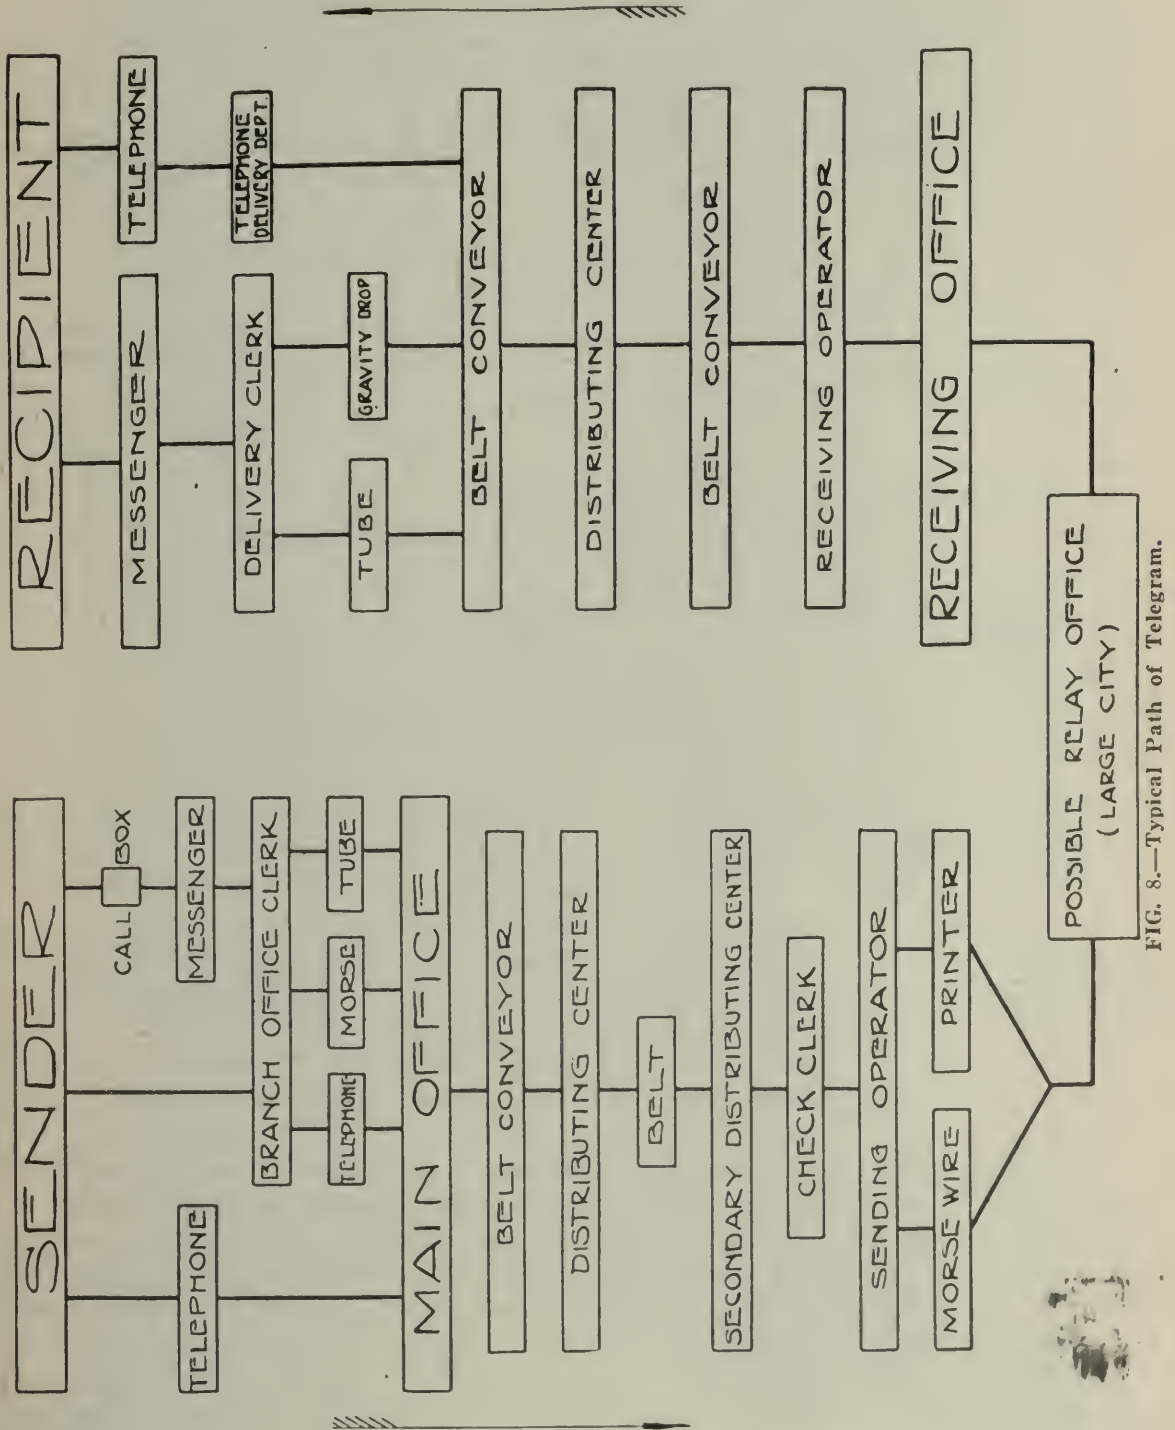 SENDER
CALL BOX
TELEPHONE
MESSENGER
BRANCH OFFICE CLERK
TELEPHONE
MORSE
TUBE
MAIN OFFICE
BELT CONVEYOR
DISTRIBUTING CENTER
BELT
SECONDARY DISTRIBUTING CENTER
CHECK CLERK
SENDING OPERATOR
MORSE WIRE
PRINTER
POSSIBLE RELAY OFFICE
(LARGE CITY)
RECIPIENT
MESSENGER
TELEPHONE
DELIVERY CLERK
TELEPHONE
DELIVERY DEPT.
TUBE
GRAVITY DROP
BELT CONVEYOR
DISTRIBUTING CENTER
BELT CONVEYOR
RECEIVING OPERATOR
RECEIVING OFFICE
FIG. 8.—Typical Path of Telegram.